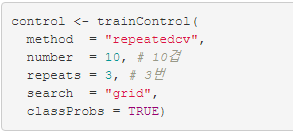 control <- trainControl(
  method  = "repeatedcv",
  number  = 10, # 10겹
  repeats = 3, # 3번
  search  = "grid",
  classProbs = TRUE)